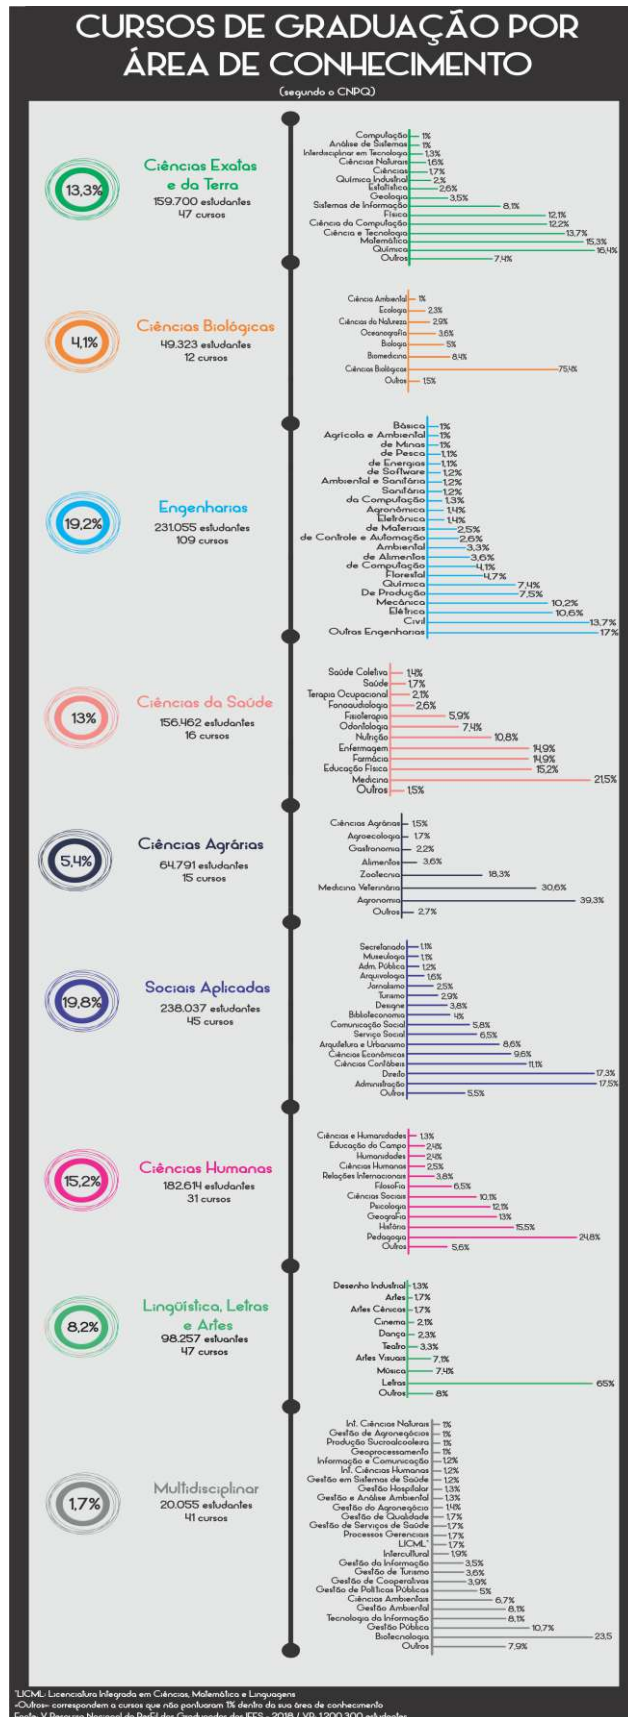 CURSOS DE GRADUAÇÃO POR
ÁREA DE CONHECIMENTO
(segundo o CNPQ)
13,3%
Ciências Exatas
e da Terra
159.700 estudantes
47 cursos
Computação 1%
Análise de Sistemas 1%
Interdisciplinar em Tecnologia 1,3%
Ciências Naturais 1,6%
Ciências 1,7%
Química Industrial 2,%
Estatística 2,6%
Geologia 3,5%
Sistemas de Informação 8,1%
Física 12,1%
Ciência da Computação 12,2%
Ciência e Tecnologia 13,7%
Matemática 15,3%
Química 16,4%
Outros 7,4%
4,1%
Ciências Biológicas
49.323 estudantes
12 cursos
Ciência Ambiental 1%
Ecologia 2,3%
Ciências da Natureza 2,9%
Oceanografia 3,6%
Biologia 5%
Biomedicina 8,4%
Ciências Biológicas 75,4%
Outros 1,5%
19,2%
Engenharias
231.055 estudantes
109 cursos
Básica 1%
Agrícola e Ambiental 1%
de Minas 1%
de Pesca 1,1%
de Energias 1,1%
de Software 1,2%
Ambiental e Sanitária 1,2%
Sanitária 1,2%
da Computação 1,3%
Agronômica 1,4%
Eletrônica 1,4%
de Materiais 2,5%
de Controle e Automação 2,6%
Ambiental 3,3%
de Alimentos 3,6%
de Computação 4,1%
Florestal 4,7%
Química 7,4%
De Produção 7,5%
Mecânica 10,2%
Elétrica 10,6%
Civil 13,7%
Outras Engenharias 17%
13%
Ciências da Saúde
156.462 estudantes
16 cursos
Saúde Coletiva 1,4%
Saúde 1,7%
Terapia Ocupacional 2,1%
Fonoaudiologia 2,6%
Fisioterapia 5,9%
Odontologia 7,4%
Nutrição 10,8%
Enfermagem 14,9%
Farmácia 14,9%
Educação Física 15,2%
Medicina 21,5%
Outros 1,5%
5,4%
Ciências Agrárias
64.791 estudantes
15 cursos
Ciências Agrárias 1,5%
Agroecologia 1,7%
Gastronomia 2,2%
Alimentos 3,6%
Zootecnia 18,3%
Medicina Veterinária 30,6%
Agronomia 39,3%
Outros 2,7%
19,8%
Sociais Aplicadas
238.037 estudantes
45 cursos
Secretariado 1,1%
Museologia 1,1%
Adm. Pública 1,2%
Arquivologia 1,6%
Jornalismo 2,5%
Turismo 2,9%
Designe 3,8%
Biblioteconomia 4%
Comunicação Social 5,8%
Serviço Social 6,5%
Arquitetura e Urbanismo 8,6%
Ciências Econômicas 9,6%
Ciências Contábeis 11,1%
Direito 17,3%
Administração 17,5%
Outros 5,5%
15,2%
Ciências Humanas
182.614 estudantes
31 cursos
Ciências e Humanidades 1,3%
Educação do Campo 2,4%
Humanidades 2,4%
Ciências Humanas 2,5%
Relações Internacionais 3,8%
Filosofia 6,5%
Ciências Sociais 10,1%
Psicologia 12,1%
Geografia 13%
História 15,5%
Pedagogia 24,8%
Outros 5,6%
8,2%
Lingüística, Letras
e Artes
98.257 estuantes
47 cursos
Desenho Industrial 1,3%
Artes 1,7%
Artes Cênicas 1,7%
Cinema 2,1%
Dança 2,3%
Teatro 3,3%
Artes Visuais 7,1%
Música 7,4%
Letras 65%
Outros 8%
1,7%
Multidisciplinar
20.055 estudantes
41 cursos
Int. Ciências Naturais 1%
Gestão de Agronegócios 1%
Produção Sucroalcooleira 1%
Geoprocessamento 1%
Informação e Comunicação 1,2%
Int. Ciências Humanas 1,2%
Gestão em Sistemas de Saúde 1,2%
Gestão Hospitalar 1,3%
Gestão e Análise Ambiental 1,3%
Gestão do Agronegócio 1,4%
Gestão de Qualidade 1,7%
Gestão de Serviços de Saúde 1,7%
Processos Gerenciais 1,7%
LICML* 1,7%
Intercultural 1,9%
Gestão da Informação 3,5%
Gestão de Turismo 3,6%
Gestão de Cooperativas 3,9%
Gestão de Políticas Públicas 5%
Ciências Ambientais 6,7%
Gestão Ambiental 8,1%
Tecnologia da Informação 8,1%
Gestão Pública 10,7%
Biotecnologia 23,5
Outros 7,9%
*LICML: Licenciatura Integrada em Ciências, Matemática e Linguagens
«Outros» correspondem a cursos que não pontuaram 1% dentro da sua área de conhecimento
Fonte: V Pesquisa Nacional de Perfil dos Graduandos das IFES - 2018 / VP: 1.200.300 estudantes